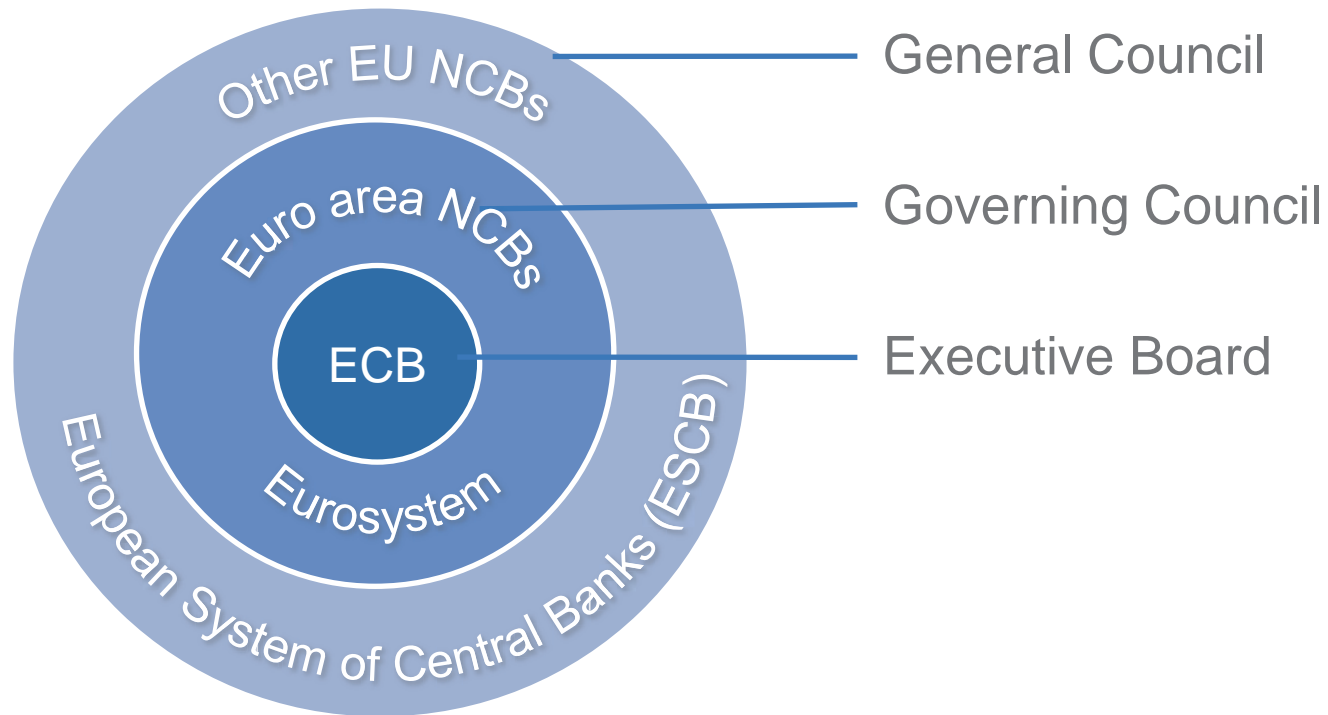 Other EU NCBs
General Council
Euro area NCBs
Governing Council
ECB
Executive Board
Eurosystem
European System of Central Banks (ESCB)